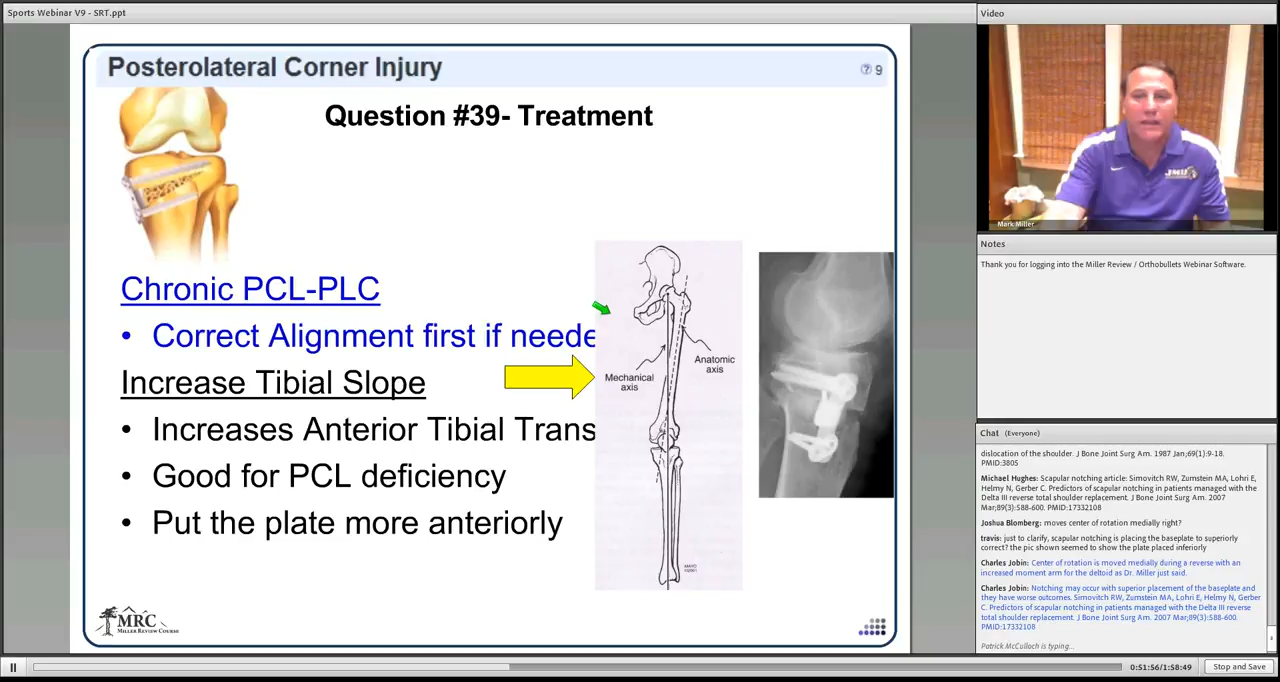 Sports Webinar V9 - SRT.ppt
Posterolateral Corner Injury
9
Question #39- Treatment
Chronic PCL-PLC
• Correct Alignment first if neede
Increase Tibial Slope
• Increases Anterior Tibial Trans
• Good for PCL deficiency
• Put the plate more anteriorly
Mechanical
axis
Anatomic
axis
MAYO
MRC
MILLER REVIEW COURSE
Video
JMU
Mark Miller
Notes
Thank you for logging into the Miller Review / Orthobullets Webinar Software.
Chat (Everyone)
dislocation of the shoulder. J Bone Joint Surg Am. 1987 Jan;69(1):9-18.
PMID:3805
Michael Hughes: Scapular notching article: Simovitch RW, Zumstein MA, Lohri E,
Helmy N, Gerber C. Predictors of scapular notching in patients managed with the
Delta III reverse total shoulder replacement. J Bone Joint Surg Am. 2007
Mar;89(3):588-600. PMID:17332108
Joshua Blomberg: moves center of rotation medially right?
travis: just to clarify, scapular notching is placing the baseplate to superiorly
correct? the pic shown seemed to show the plate placed inferiorly
Charles Jobin: Center of rotation is moved medially during a reverse with an
increased moment arm for the deltoid as Dr. Miller just said.
Charles Jobin: Notching may occur with superior placement of the baseplate and
they have worse outcomes. Simovitch RW, Zumstein MA, Lohri E, Helmy N, Gerber
C. Predictors of scapular notching in patients managed with the Delta III reverse
total shoulder replacement. J Bone Joint Surg Am. 2007 Mar;89(3):588-600.
PMID:17332108
Patrick McCulloch is typing...
0:51:56/1:58:49
Stop and Save